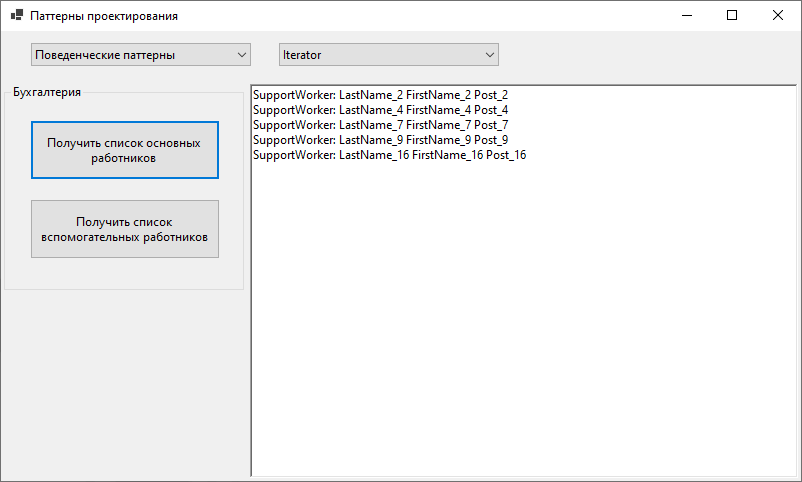 Паттерны проектирования
Поведенческие паттерны
Iterator
Бухгалтерия
Получить список основных
работников
Получить список
вспомогательных работников
SupportWorker: LastName_2 FirstName_2 Post_2
SupportWorker: LastName_4 FirstName_4 Post_4
SupportWorker: LastName_7 FirstName_7 Post_7
SupportWorker: LastName_9 FirstName_9 Post_9
SupportWorker: LastName_16 FirstName_16 Post_16